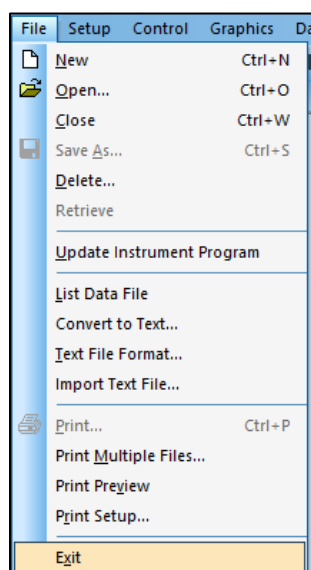 File Setup Control Graphics Da
New Ctrl+N
Open... Ctrl+O
Close Ctrl+W
Save As... Ctrl+S
Delete...
Retrieve
Update Instrument Program
List Data File
Convert to Text...
Text File Format...
Import Text File...
Print... Ctrl+P
Print Multiple Files...
Print Preview
Print Setup...
Exit